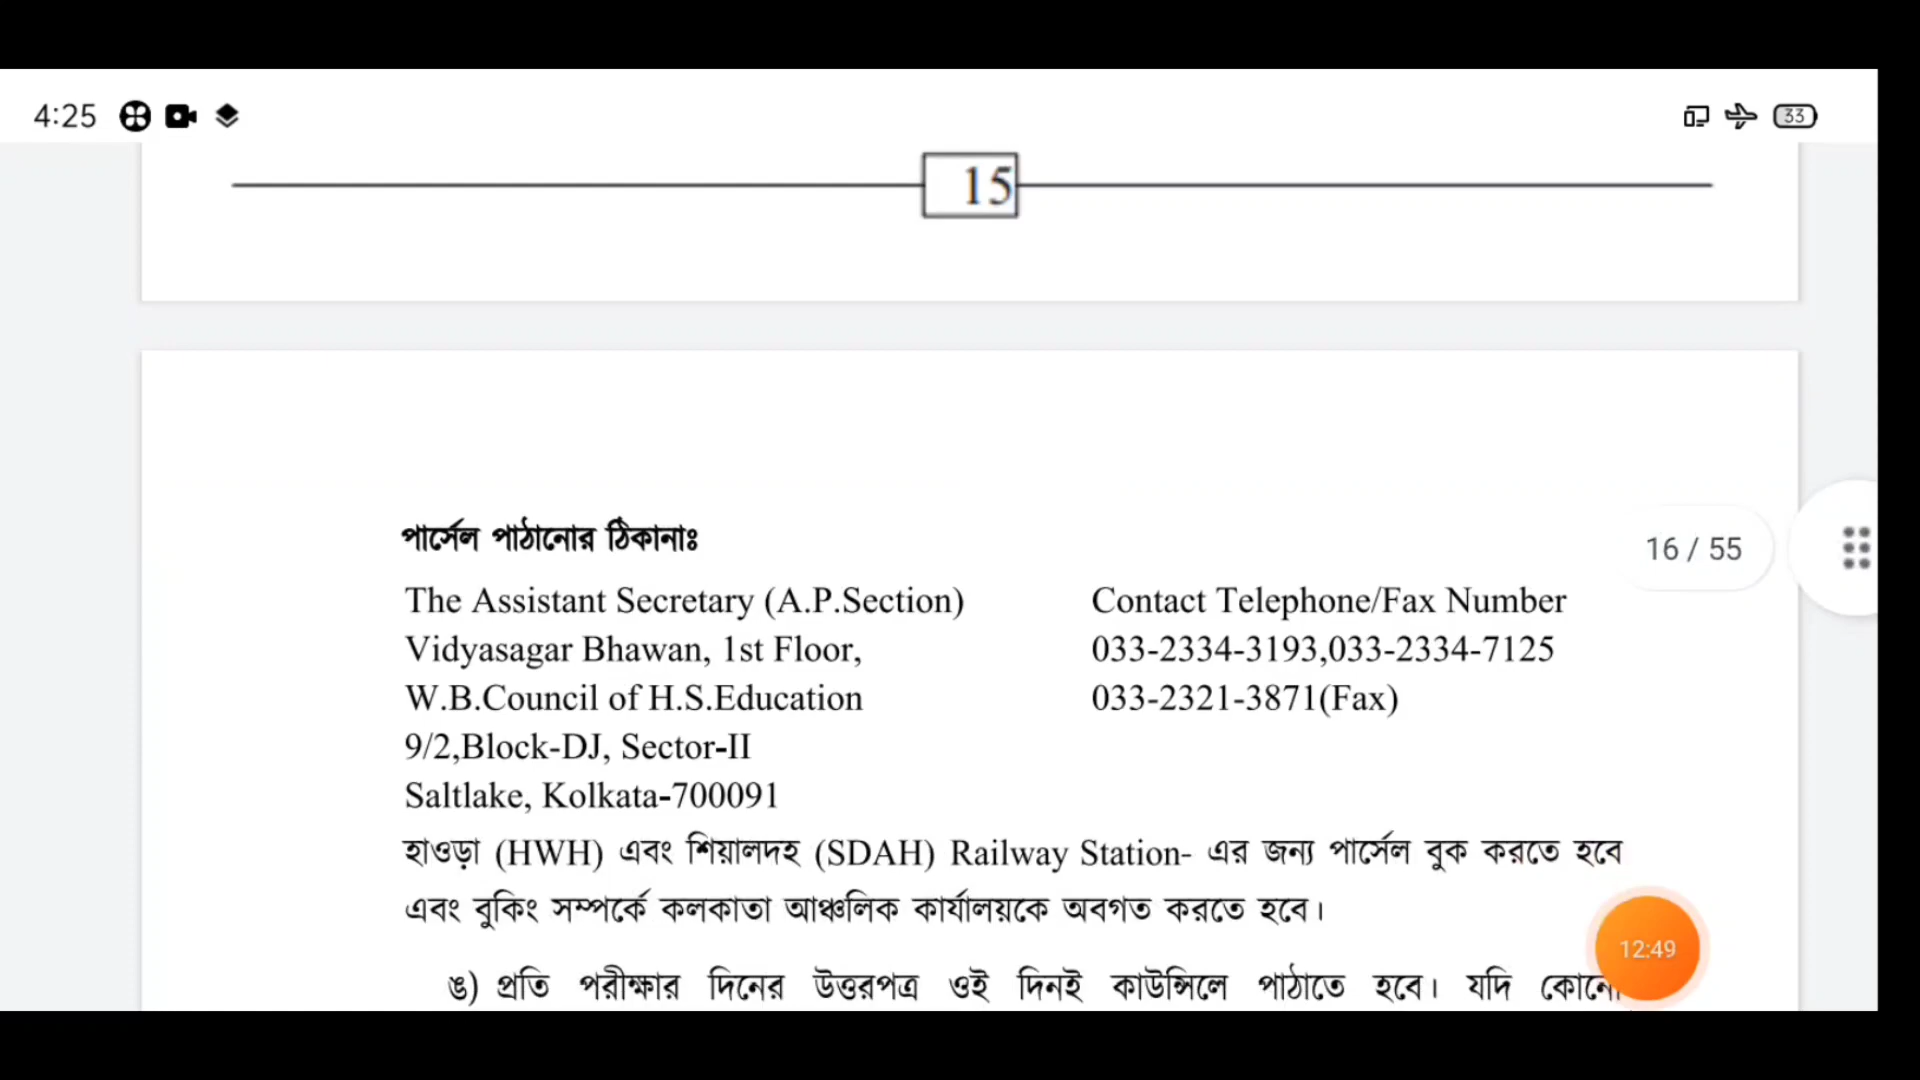 4:25
33
15
পার্সেল পাঠানোর ঠিকানাঃ
16 / 55
The Assistant Secretary (A.P.Section)
Vidyasagar Bhawan, 1st Floor,
W.B.Council of H.S.Education
9/2,Block-DJ, Sector-II
Saltlake, Kolkata-700091
Contact Telephone/Fax Number
033-2334-3193,033-2334-7125
033-2321-3871(Fax)
হাওড়া (HWH) এবং শিয়ালদহ (SDAH) Railway Station- এর জন্য পার্সেল বুক করতে হবে
এবং বুকিং সম্পর্কে কলকাতা আঞ্চলিক কার্যালয়কে অবগত করতে হবে।
12:49
ঙ) প্রতি পরীক্ষার দিনের উত্তরপত্র ওই দিনই কাউন্সিলে পাঠাতে হবে। যদি কোনো